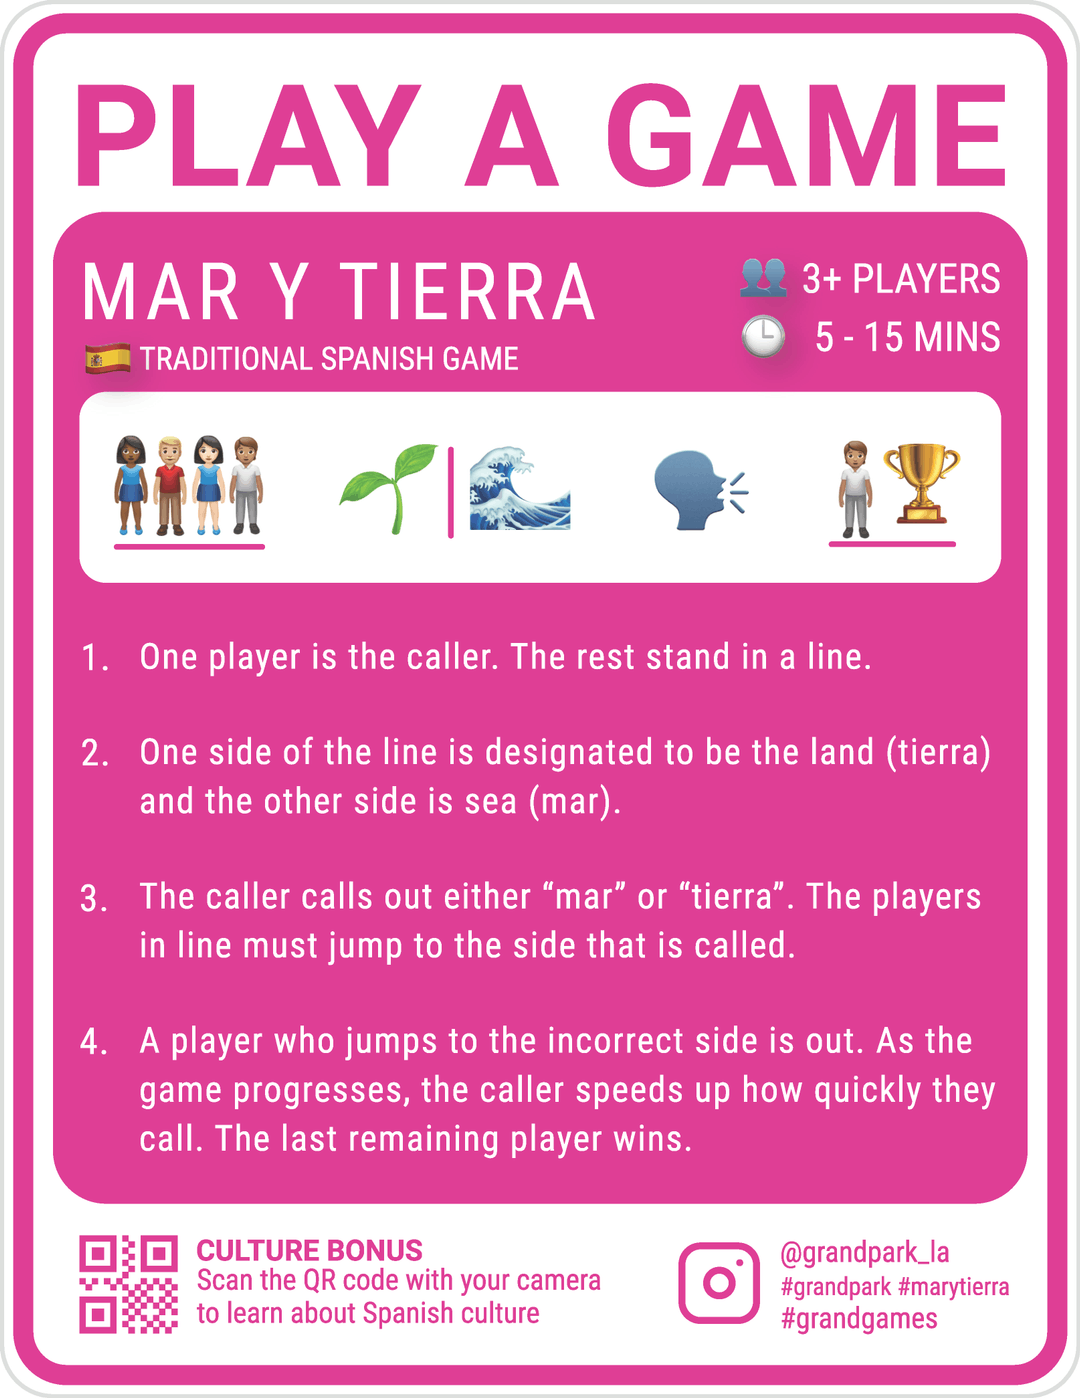 PLAY A GAME
MAR Y TIERRA
TRADITIONAL SPANISH GAME
3+ PLAYERS
5 - 15 MINS
1. One player is the caller. The rest stand in a line.
2. One side of the line is designated to be the land (tierra)
and the other side is sea (mar).
3. The caller calls out either “mar” or “tierra”. The players
in line must jump to the side that is called.
4. A player who jumps to the incorrect side is out. As the
game progresses, the caller speeds up how quickly they
call. The last remaining player wins.
CULTURE BONUS
Scan the QR code with your camera
to learn about Spanish culture
@grandpark_la
#grandpark #marytierra
#grandgames